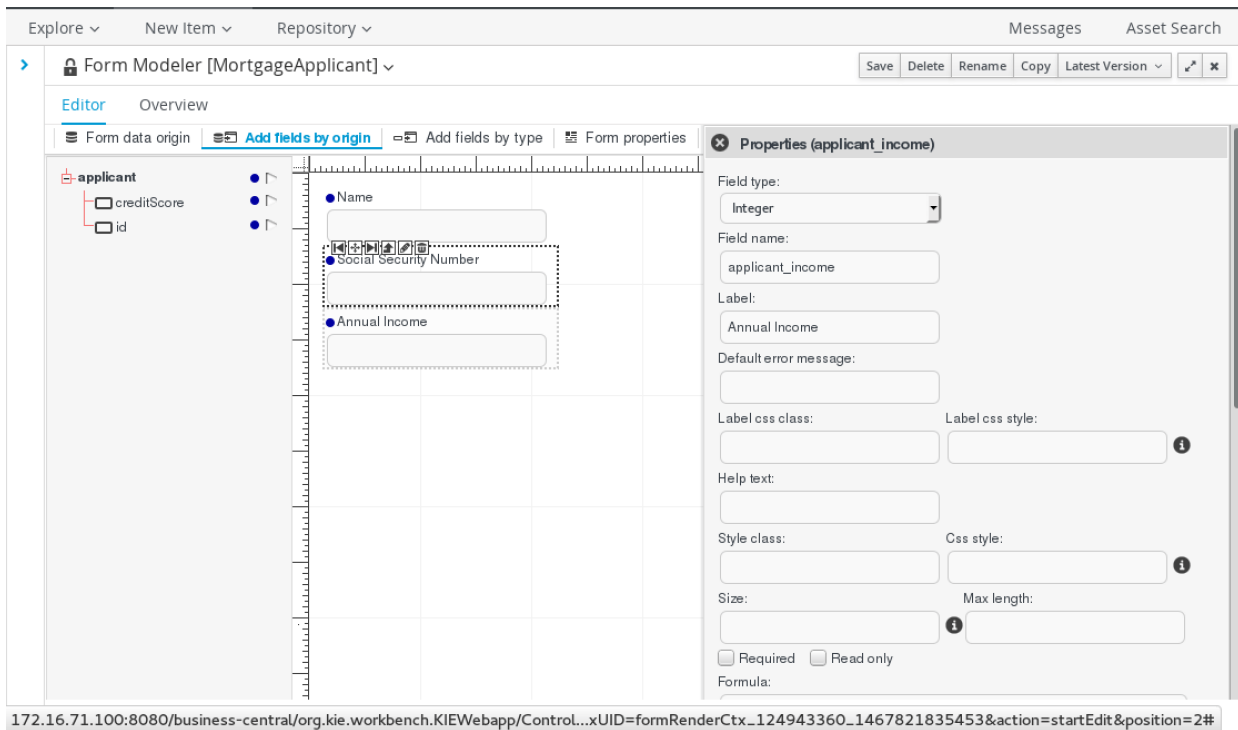 Explore New Item Repository Messages Asset Search
Form Modeler [MortgageApplicant] Save Delete Rename Copy Latest Version
Editor Overview
Form data origin Add fields by origin Add fields by type Form properties
Properties (applicant_income)
applicant
creditScore
id
Name
Social Security Number
Annual Income
Field type:
Integer
Field name:
applicant_income
Label:
Annual Income
Default error message:
Label css class: Label css style:
Help text:
Style class: Css style:
Size: Max length:
Required Read only
Formula:
172.16.71.100:8080/business-central/org.kie.workbench.KIEWebapp/Control...xUID=formRenderCtx_124943360_1467821835453&action=startEdit&position=2#